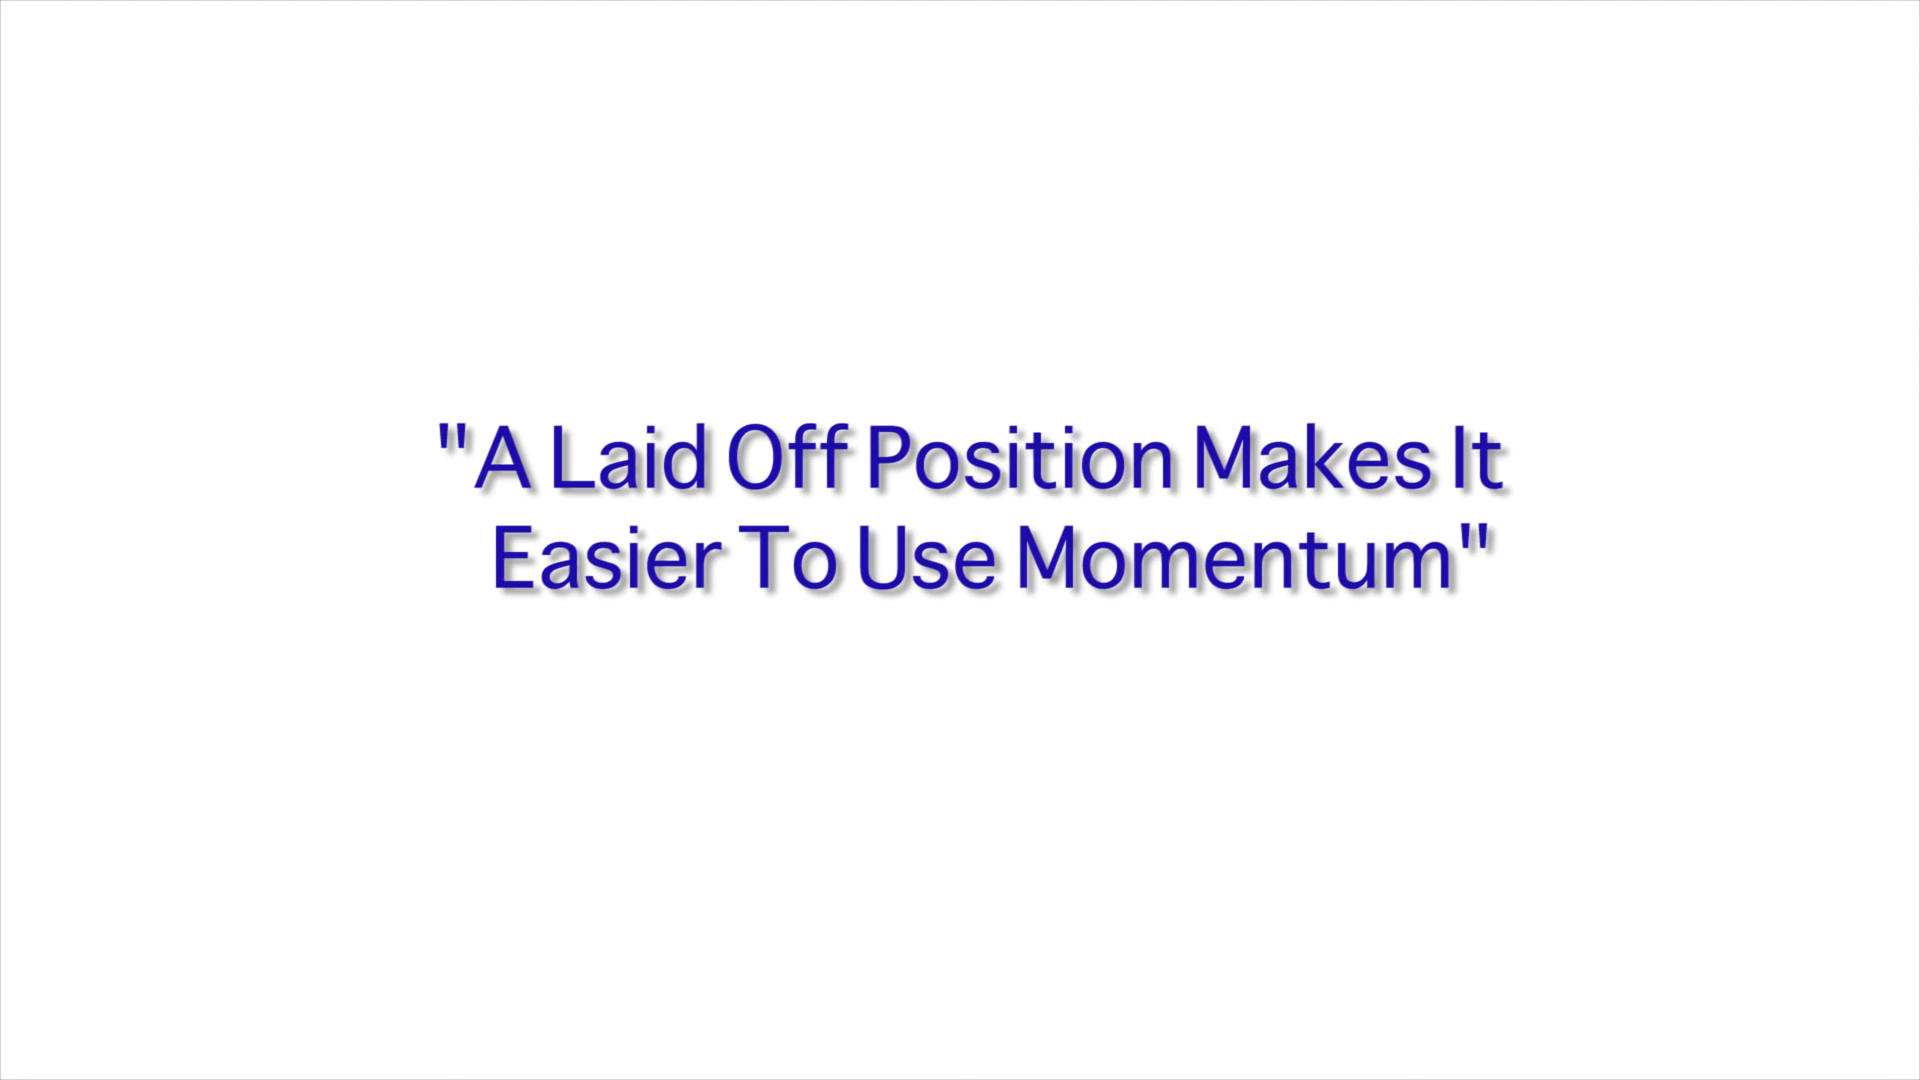 "A Laid Off Position Makes It
Easier To Use Momentum"